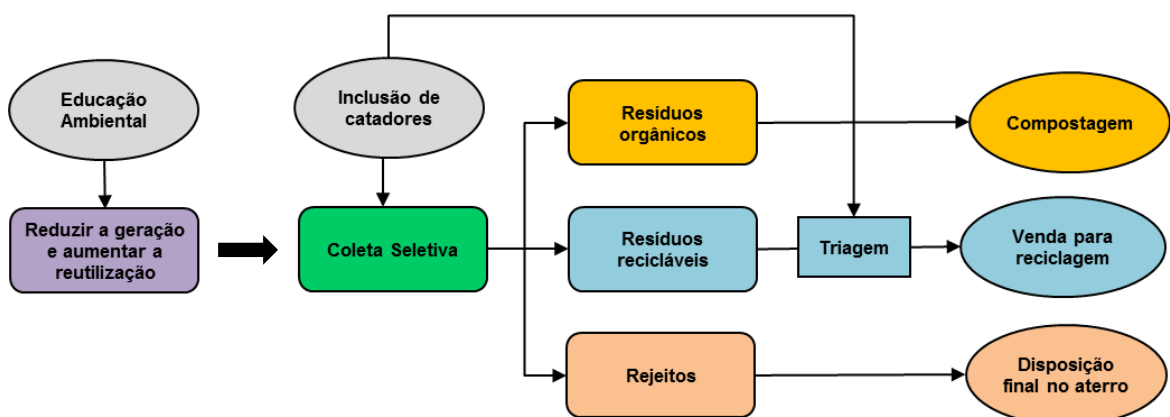 Educação
Ambiental
Inclusão de
catadores
Reduzir a geração
e aumentar a
reutilização
Coleta Seletiva
Resíduos
orgânicos
Compostagem
Resíduos
recicláveis
Triagem
Venda para
reciclagem
Rejeitos
Disposição
final no aterro